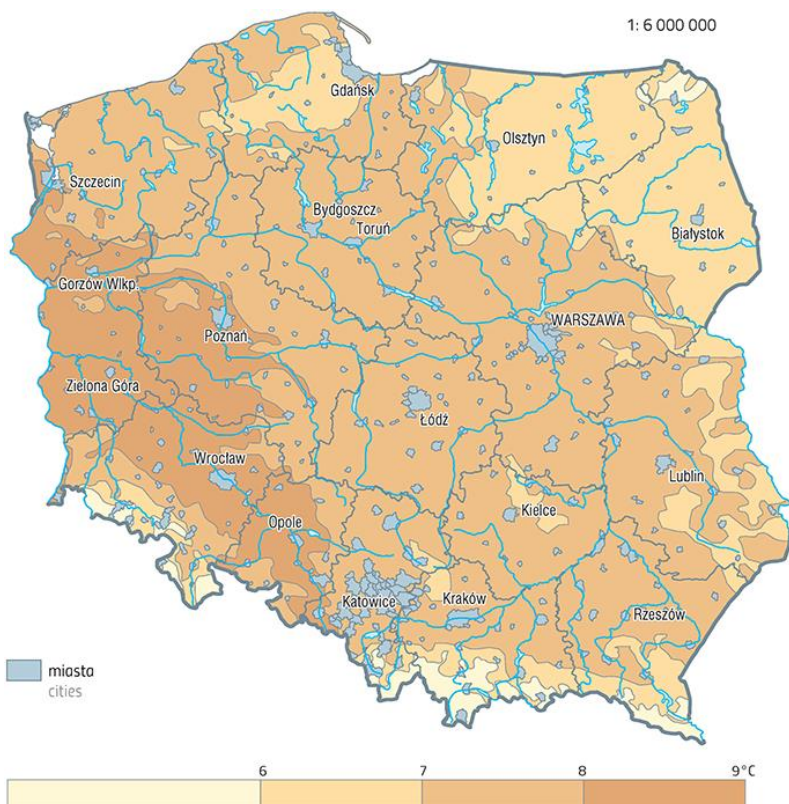 1: 6 000 000
Gdańsk
Olsztyn
Szczecin
Bydgoszcz
Toruń
Białystok
Gorzów Wlkp.
Poznań
WARSZAWA
Zielona Góra
Łódź
Wrocław
Lublin
Opole
Kielce
Katowice
Kraków
Rzeszów
miasta
cities
6 7 8 9°C